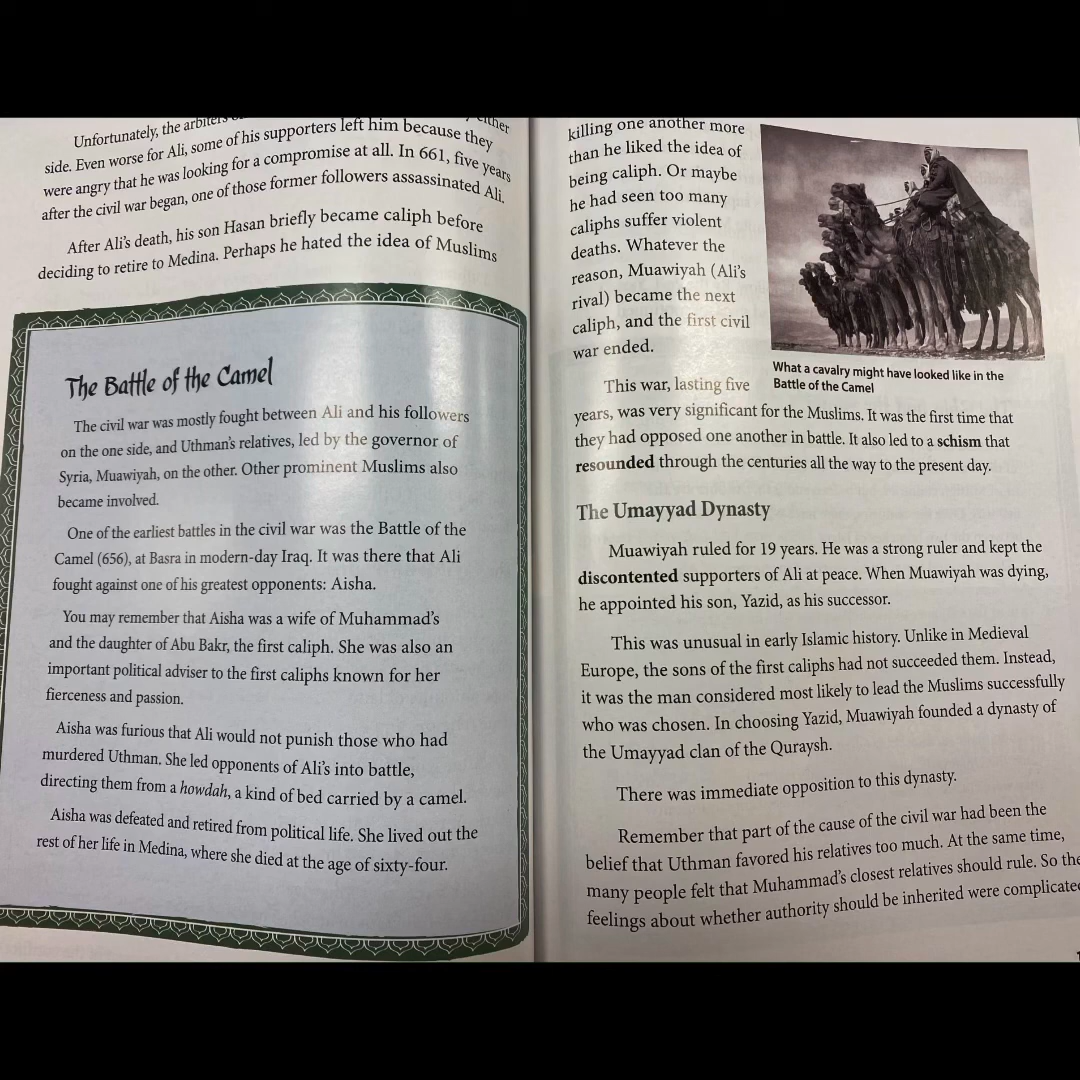 Unfortunately, the arbiters
either
side. Even worse for Ali, some of his supporters left him because they
were angry that he was looking for a compromise at all. In 661, five years
after the civil war began, one of those former followers assassinated Ali.
After Ali's death, his son Hasan briefly became caliph before
deciding to retire to Medina. Perhaps he hated the idea of Muslims
The Battle of the Camel
The civil war was mostly fought between Ali and his followers
on the one side, and Uthman's relatives, led by the governor of
Syria, Muawiyah, on the other. Other prominent Muslims also
became involved.
One of the earliest battles in the civil war was the Battle of the
Camel (656), at Basra in modern-day Iraq. It was there that Ali
fought against one of his greatest opponents: Aisha.
You may remember that Aisha was a wife of Muhammad's
and the daughter of Abu Bakr, the first caliph. She was also an
important political adviser to the first caliphs known for her
fierceness and passion.
Aisha was furious that Ali would not punish those who had
murdered Uthman. She led opponents of Ali's into battle,
directing them from a howdah, a kind of bed carried by a camel.
Aisha was defeated and retired from political life. She lived out the
rest of her life in Medina, where she died at the age of sixty-four.
killing one another more
than he liked the idea of
being caliph. Or maybe
he had seen too many
caliphs suffer violent
deaths. Whatever the
reason, Muawiyah (Ali's
rival) became the next
caliph, and the first civil
war ended.
What a cavalry might have looked like in the
Battle of the Camel
This war, lasting five
years, was very significant for the Muslims. It was the first time that
they had opposed one another in battle. It also led to a schism that
resounded through the centuries all the way to the present day.
The Umayyad Dynasty
Muawiyah ruled for 19 years. He was a strong ruler and kept the
discontented supporters of Ali at peace. When Muawiyah was dying,
he appointed his son, Yazid, as his successor.
This was unusual in early Islamic history. Unlike in Medieval
Europe, the sons of the first caliphs had not succeeded them. Instead,
it was the man considered most likely to lead the Muslims successfully
who was chosen. In choosing Yazid, Muawiyah founded a dynasty of
the Umayyad clan of the Quraysh.
There was immediate opposition to this dynasty.
Remember that part of the cause of the civil war had been the
belief that Uthman favored his relatives too much. At the same time,
many people felt that Muhammad's closest relatives should rule. So the
feelings about whether authority should be inherited were complicated